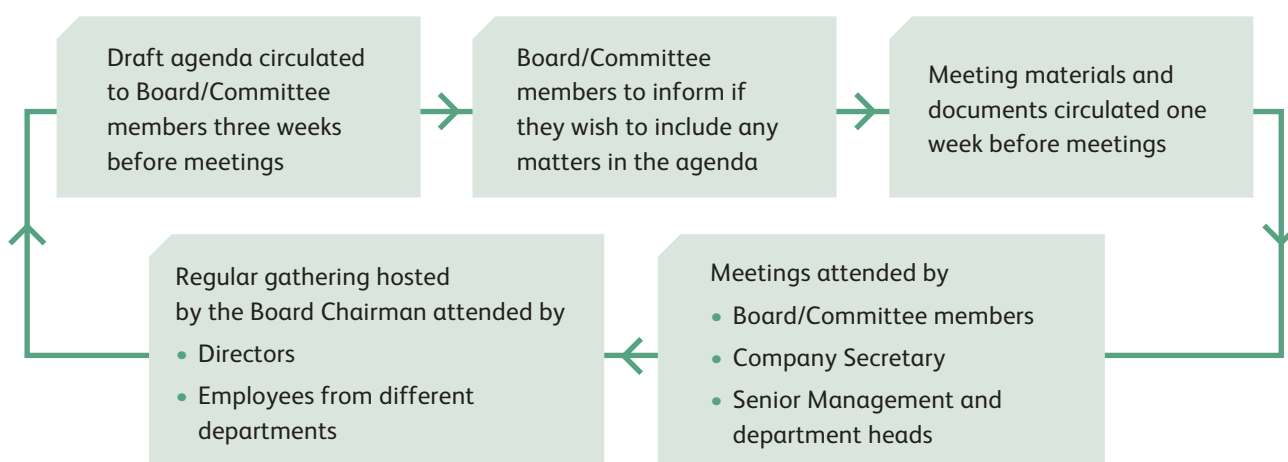 Draft agenda circulated
to Board/Committee
members three weeks
before meetings
Board/Committee
members to inform if
they wish to include any
matters in the agenda
Meeting materials and
documents circulated one
week before meetings
Meetings attended by
• Board/Committee members
• Company Secretary
• Senior Management and
department heads
Regular gathering hosted
by the Board Chairman attended by
• Directors
• Employees from different
departments